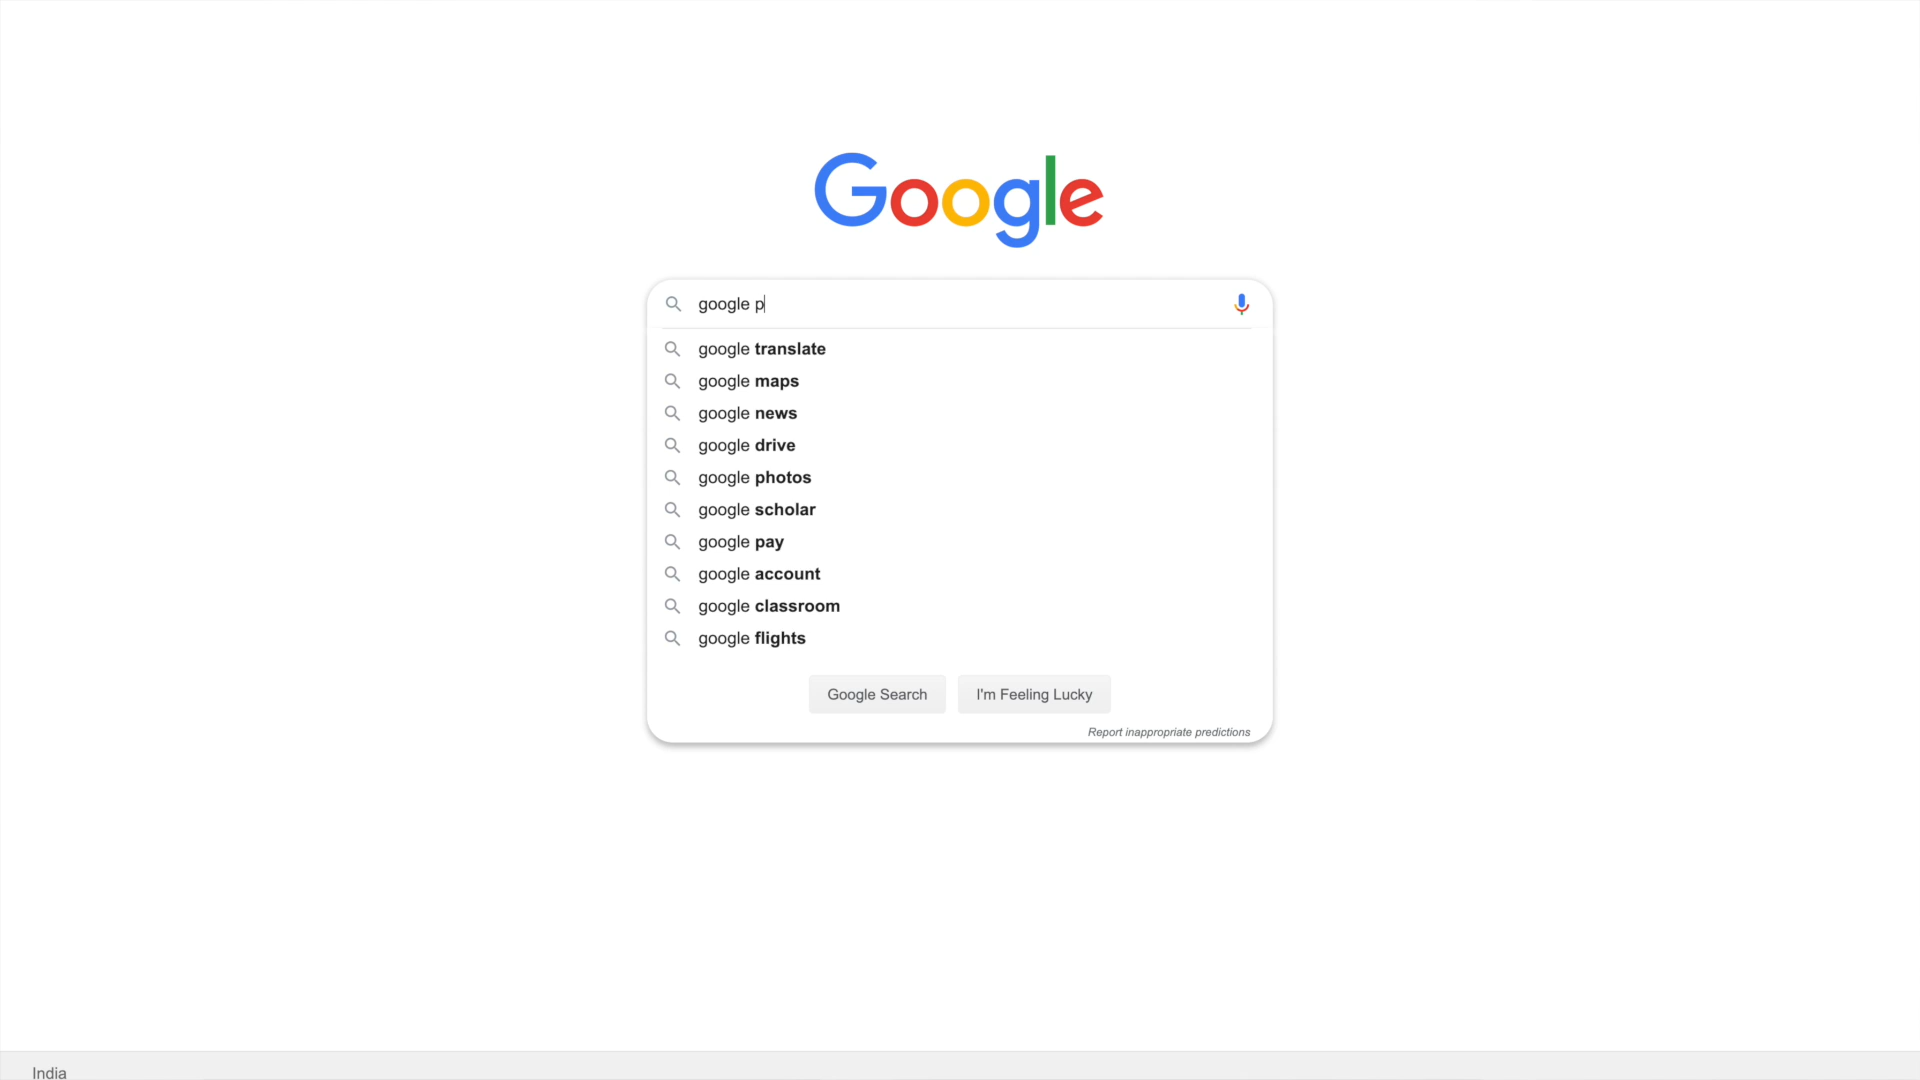 Google
google p
google translate
google maps
google news
google drive
google photos
google scholar
google pay
google account
google classroom
google flights
Google Search
I'm Feeling Lucky
Report inappropriate predictions
India